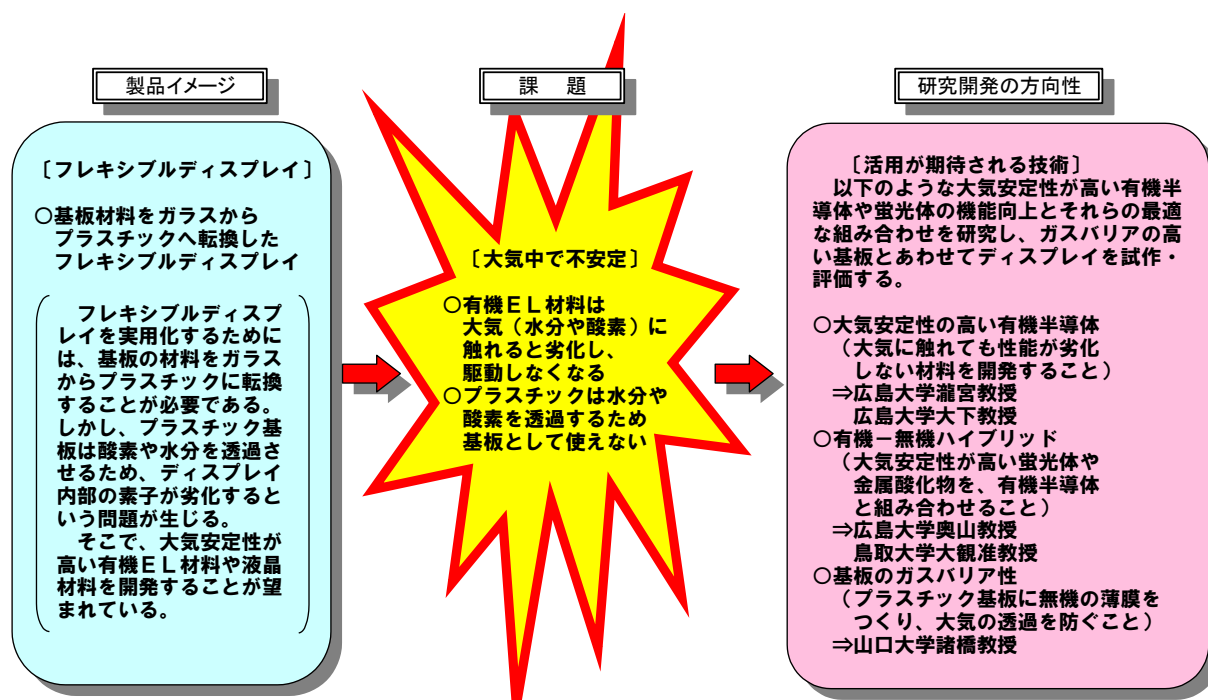 製品イメージ
〔フレキシブルディスプレイ〕
○基板材料をガラスから
プラスチックへ転換した
フレキシブルディスプレイ
フレキシブルディスプ
レイを実用化するために
は、基板の材料をガラス
からプラスチックに転換
することが必要である。
しかし、プラスチック基
板は酸素や水分を透過さ
せるため、ディスプレイ
内部の素子が劣化すると
いう問題が生じる。
そこで、大気安定性が
高い有機ＥＬ材料や液晶
材料を開発することが望
まれている。
課　題
〔大気中で不安定〕
○有機ＥＬ材料は
大気（水分や酸素）に
触れると劣化し、
駆動しなくなる
○プラスチックは水分や
酸素を透過するため
基板として使えない
研究開発の方向性
〔活用が期待される技術〕
以下のような大気安定性が高い有機半
導体や蛍光体の機能向上とそれらの最適
な組み合わせを研究し、ガスバリアの高
い基板とあわせてディスプレイを試作・
評価する。
○大気安定性の高い有機半導体
（大気に触れても性能が劣化
しない材料を開発すること）
⇒広島大学瀧宮教授
広島大学大下教授
○有機－無機ハイブリッド
（大気安定性が高い蛍光体や
金属酸化物を、有機半導体
と組み合わせること）
⇒広島大学奥山教授
鳥取大学大観准教授
○基板のガスバリア性
（プラスチック基板に無機の薄膜を
つくり、大気の透過を防ぐこと）
⇒山口大学諸橋教授